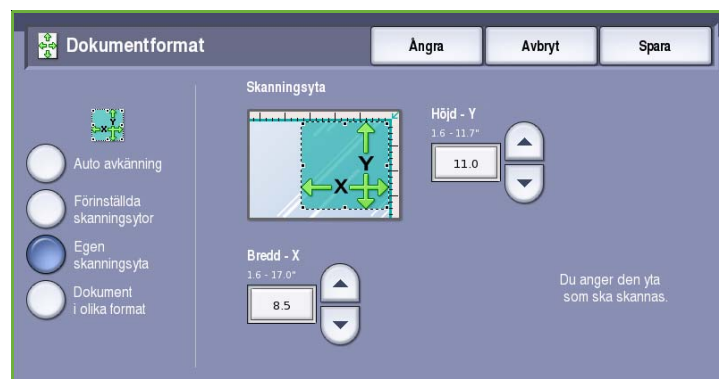 Dokumentformat
Ångra
Avbryt
Spara
Auto avkänning
Förinställda
skanningsytor
Egen
skanningsyta
Dokument
i olika format
Skanningsyta
Y
X
Höjd - Y
1.6 - 11.7"
11.0
Bredd - X
1.6 - 17.0"
8.5
Du anger den yta
som ska skannas.